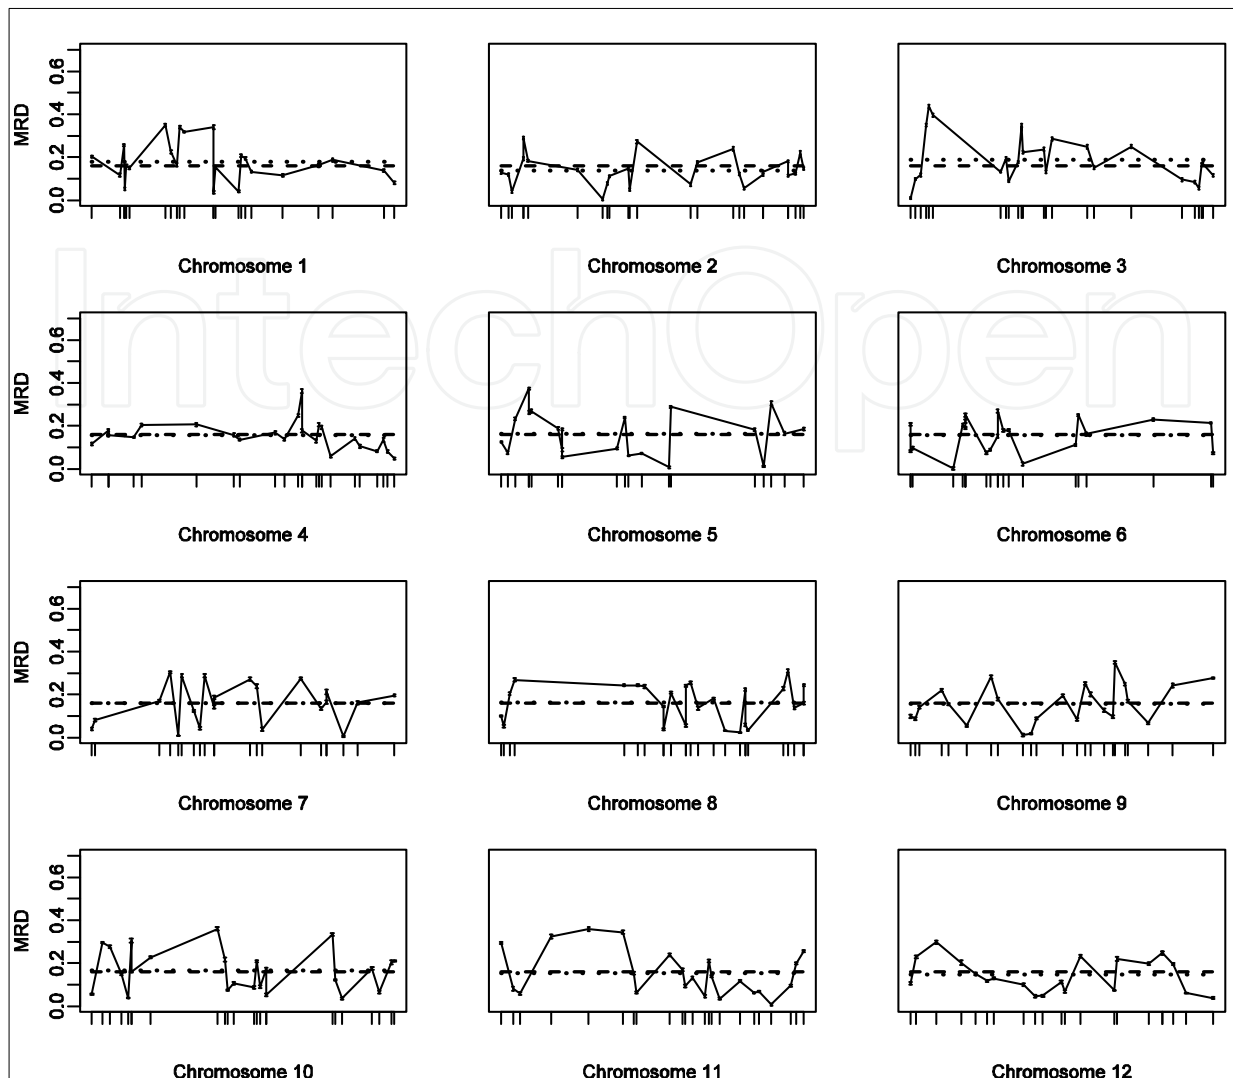 MRD
0.0 0.2 0.4 0.6
Chromosome 1
Chromosome 2
Chromosome 3
IntechOpen
MRD
0.0 0.2 0.4 0.6
Chromosome 4
Chromosome 5
Chromosome 6
MRD
0.0 0.2 0.4 0.6
Chromosome 7
Chromosome 8
Chromosome 9
MRD
0.0 0.2 0.4 0.6
Chromosome 10
Chromosome 11
Chromosome 12